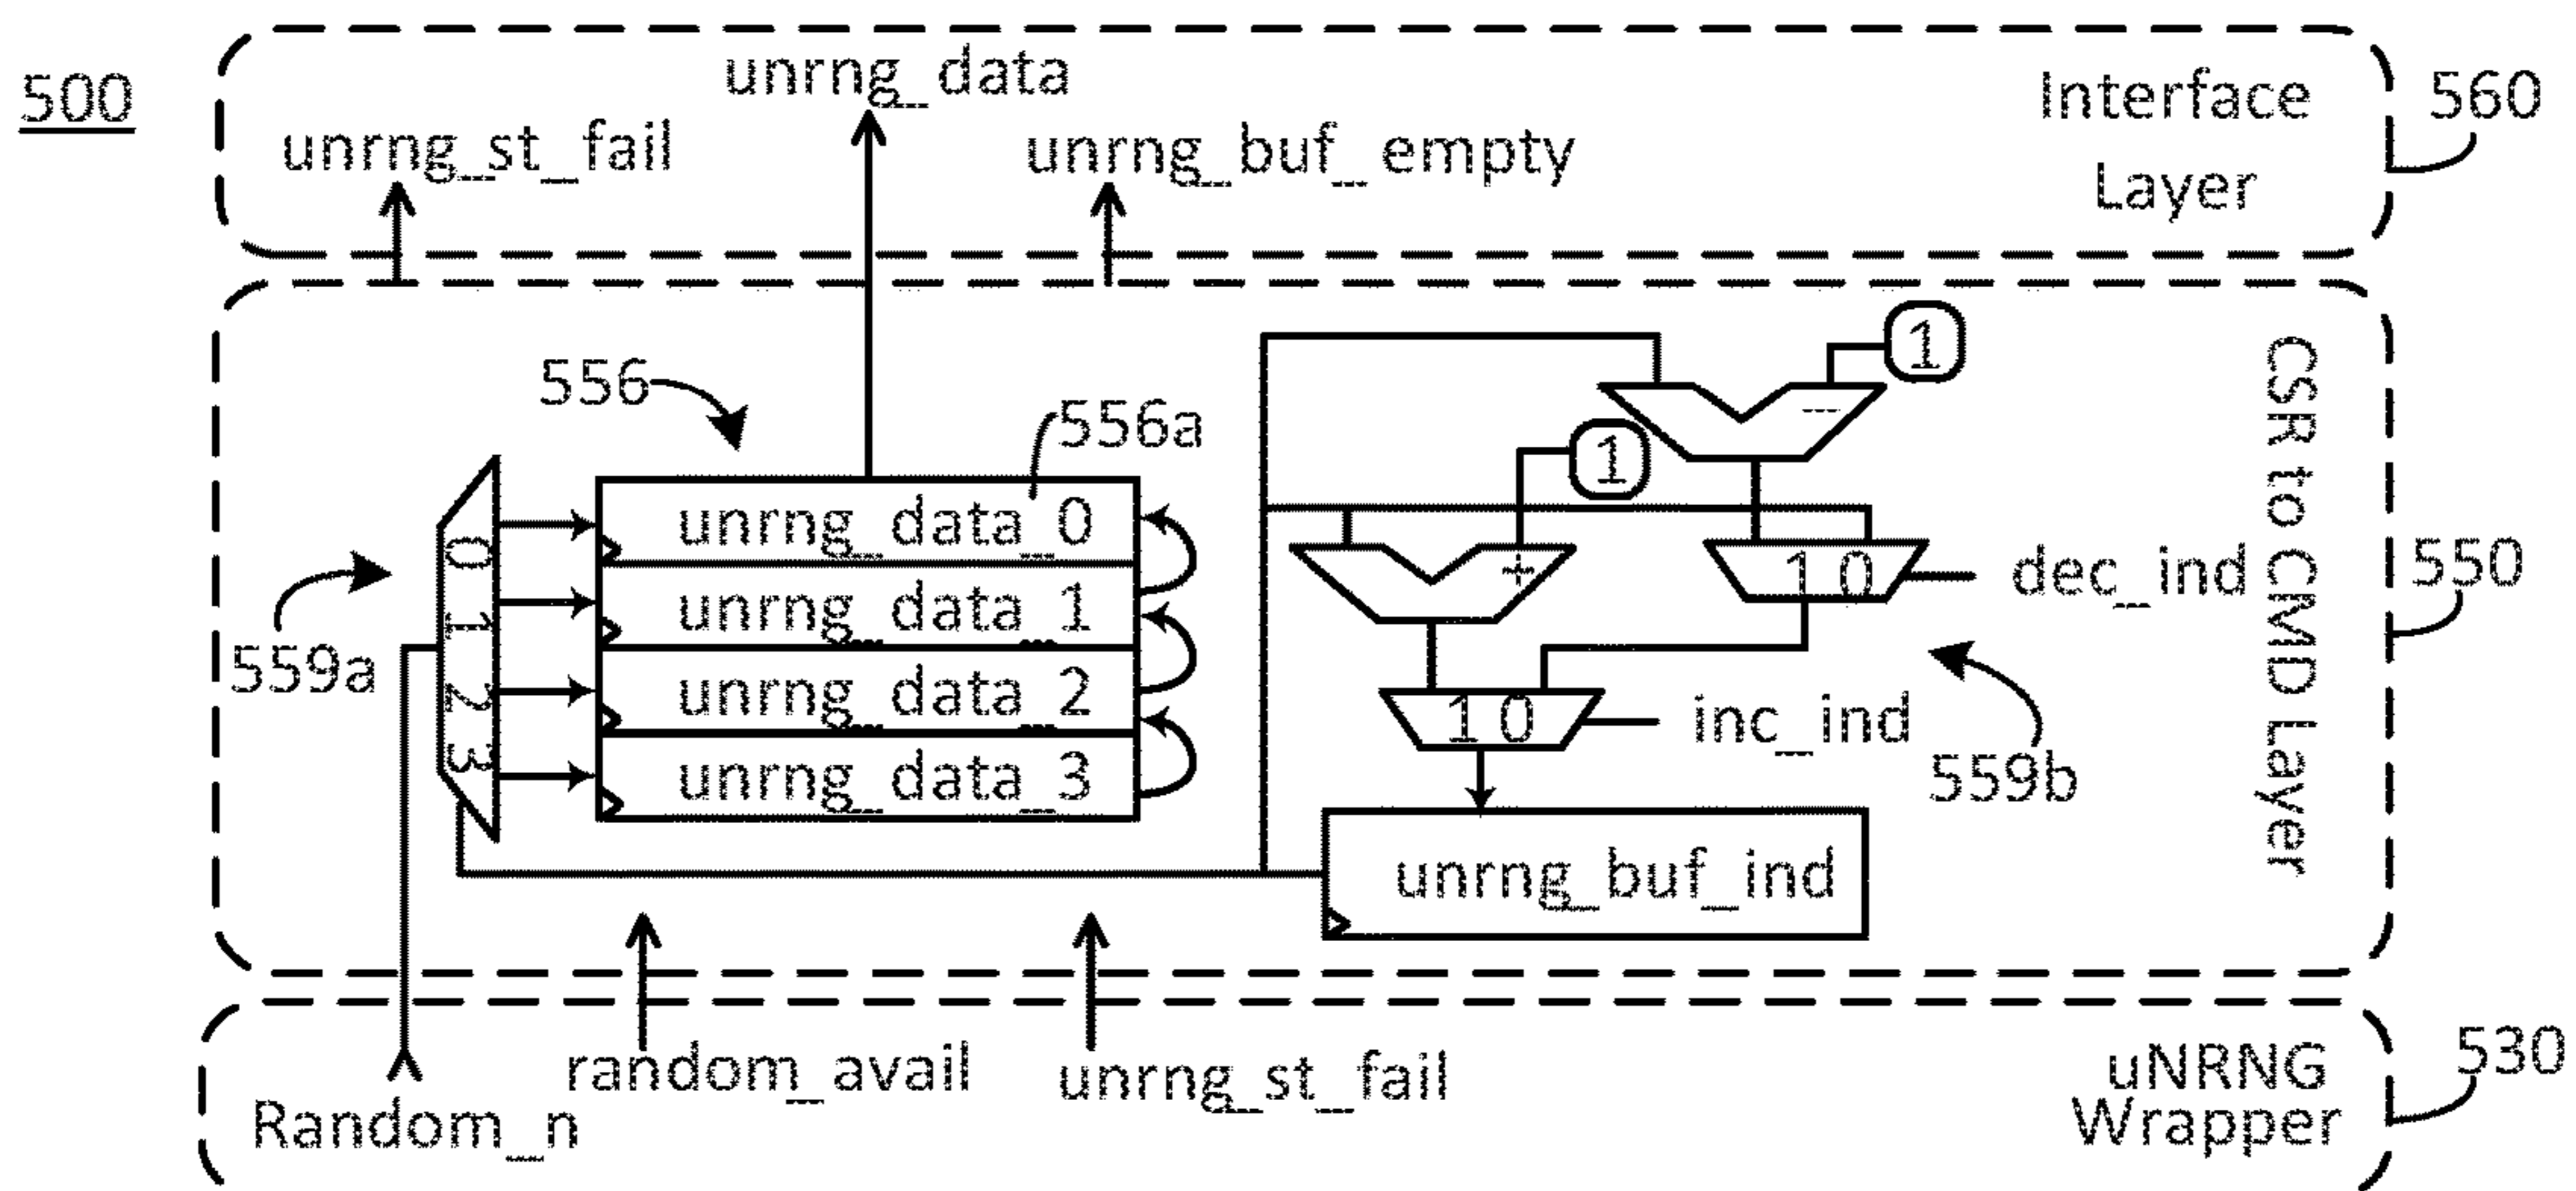 500
unrng_data
unrng_st_fail
unrng_buf_empty
Interface
Layer
560
556
556a
1
−
1
+
unrng_data_0
unrng_data_1
unrng_data_2
unrng_data_3
0 1 2 3
559a
1 0
dec_ind
1 0
inc_ind
559b
CSR to CMD Layer
550
unrng_buf_ind
random_avail
unrng_st_fail
Random_n
uNRNG
Wrapper
530